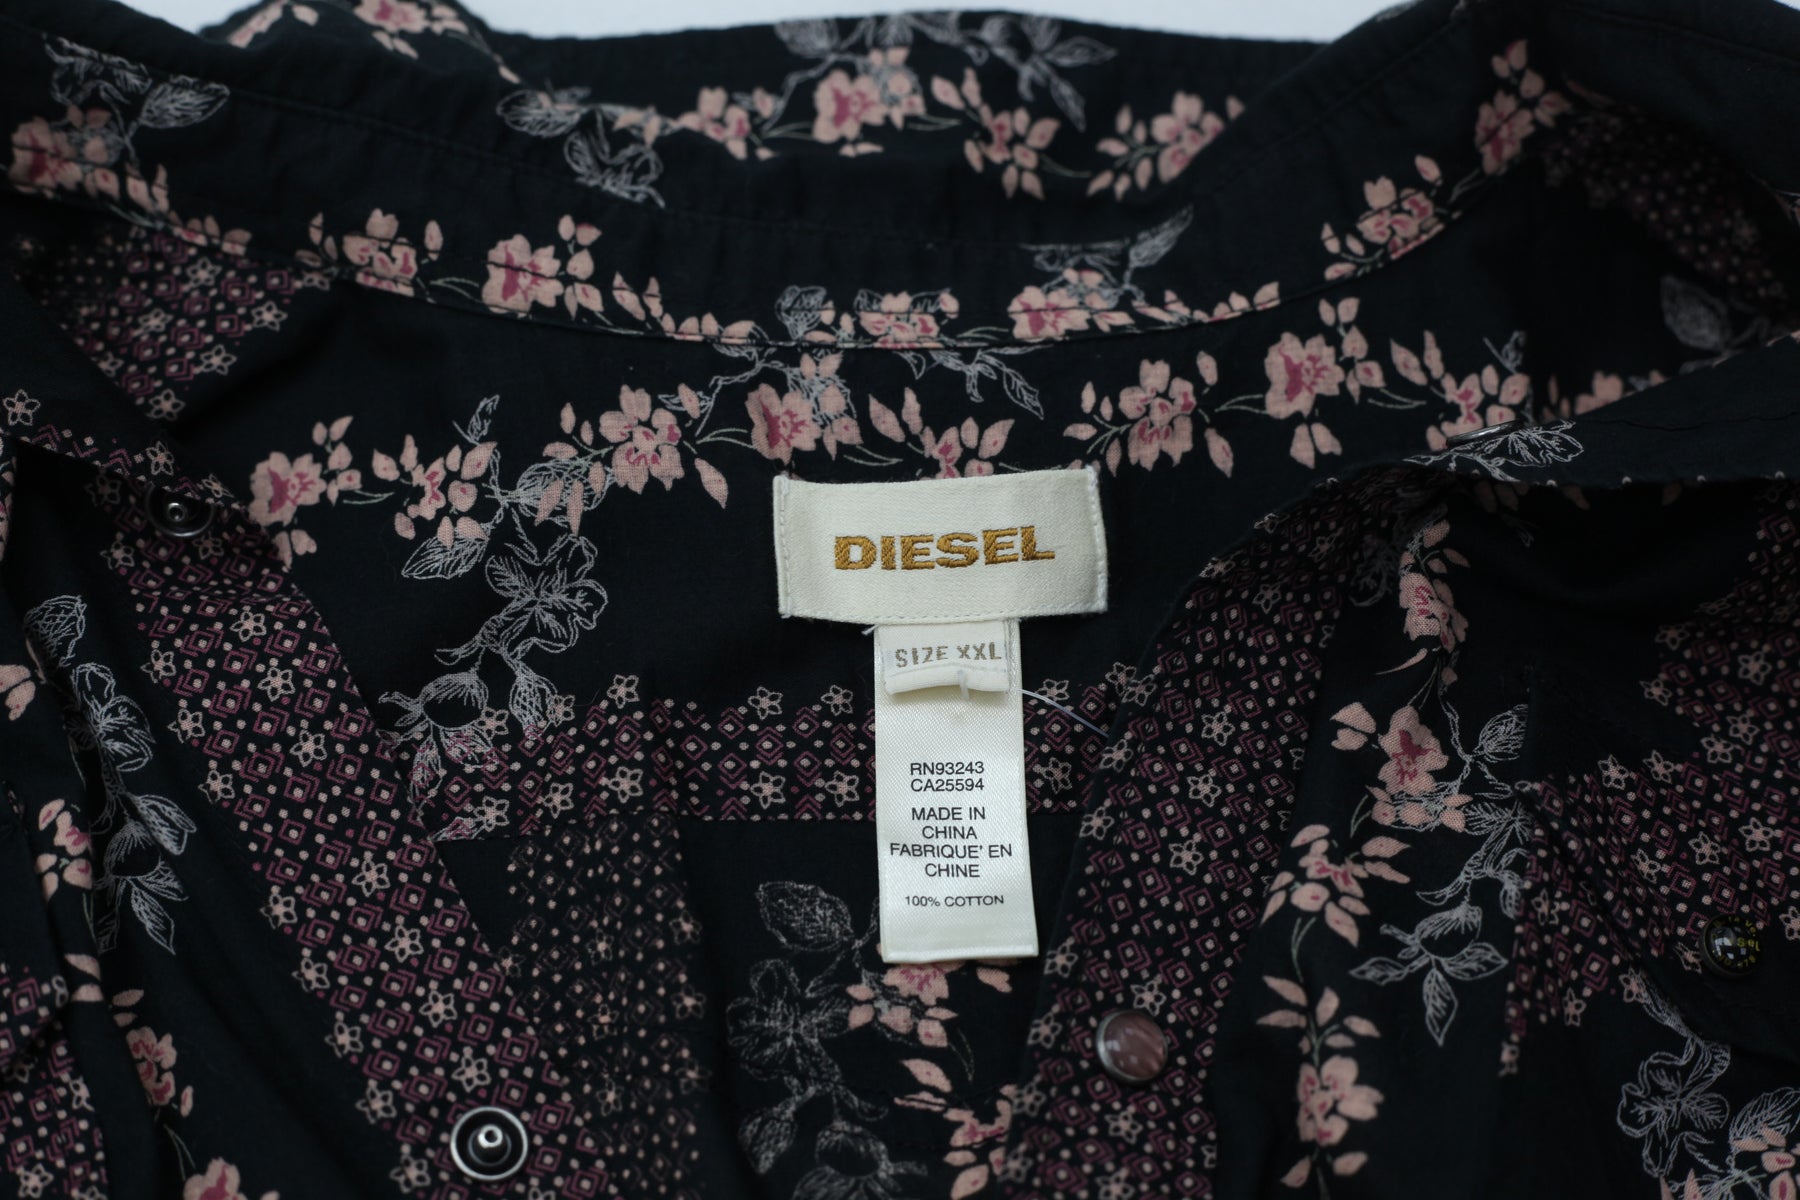 DIESEL
SIZE XXL
RN93243
CA25594
MADE IN
CHINA
FABRIQUE' EN
CHINE
100% COTTON